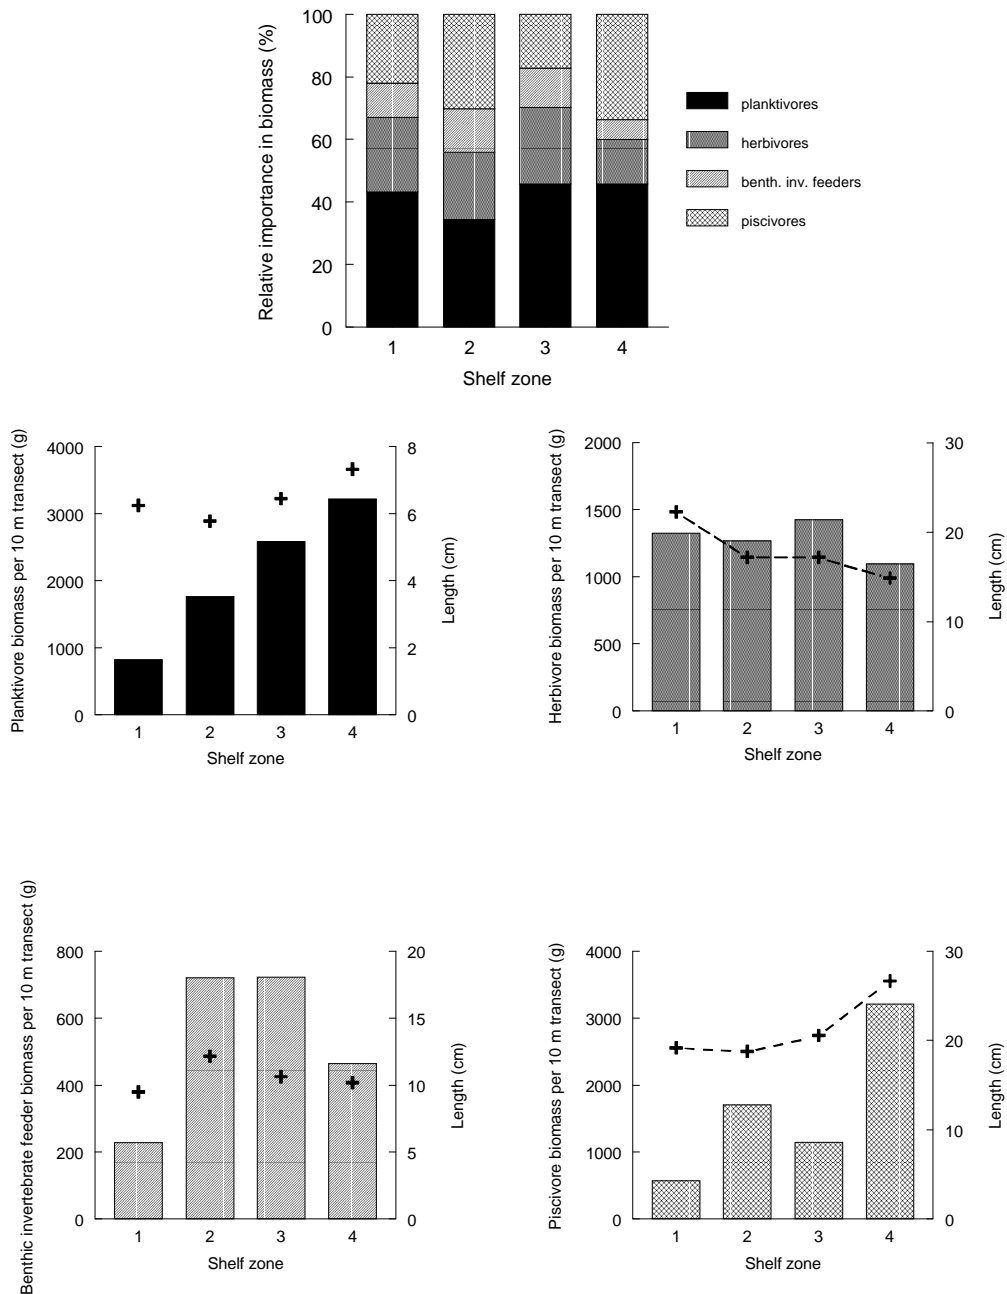 Relative importance in biomass (%)
100
80
60
40
20
0
1 2 3 4
Shelf zone
planktivores
herbivores
benth. inv. feeders
piscivores
Planktivore biomass per 10 m transect (g)
4000
3000
2000
1000
0
8
6
4
2
0
Length (cm)
1 2 3 4
Shelf zone
Herbivore biomass per 10 m transect (g)
2000
1500
1000
500
0
30
20
10
0
Length (cm)
1 2 3 4
Shelf zone
Benthic invertebrate feeder biomass per 10 m transect (g)
800
600
400
200
0
20
15
10
5
0
Length (cm)
1 2 3 4
Shelf zone
Piscivore biomass per 10 m transect (g)
4000
3000
2000
1000
0
30
20
10
0
Length (cm)
1 2 3 4
Shelf zone